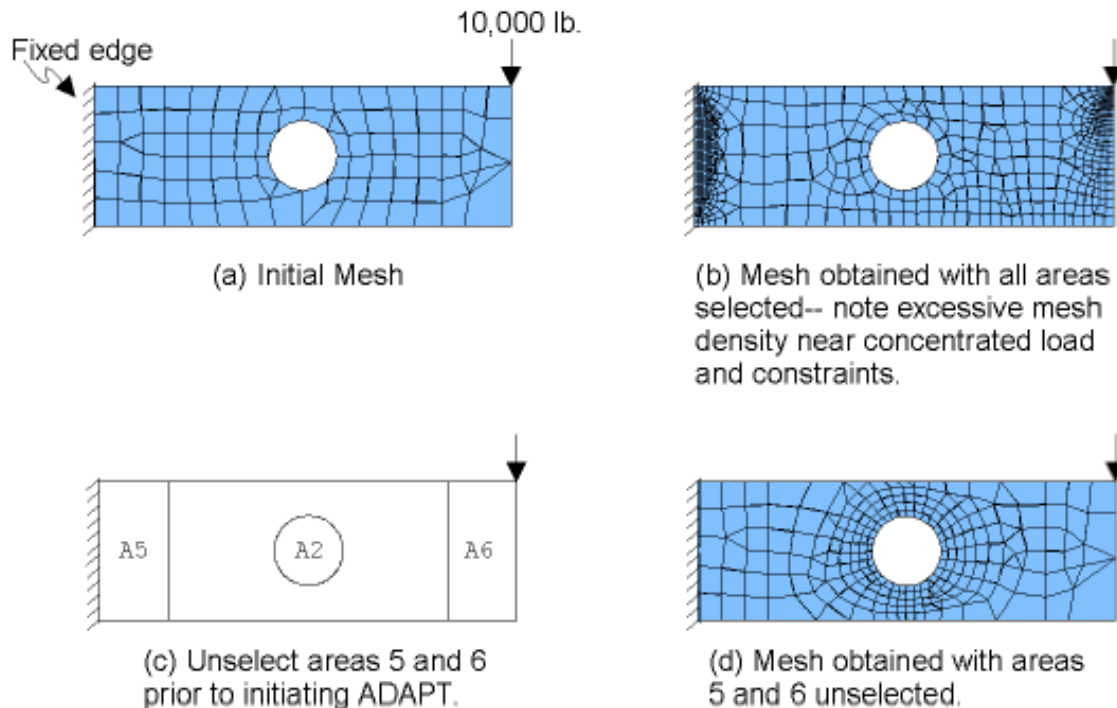 10,000 lb.
Fixed edge
(a) Initial Mesh
(b) Mesh obtained with all areas
selected-- note excessive mesh
density near concentrated load
and constraints.
A5
A2
A6
(c) Unselect areas 5 and 6
prior to initiating ADAPT.
(d) Mesh obtained with areas
5 and 6 unselected.